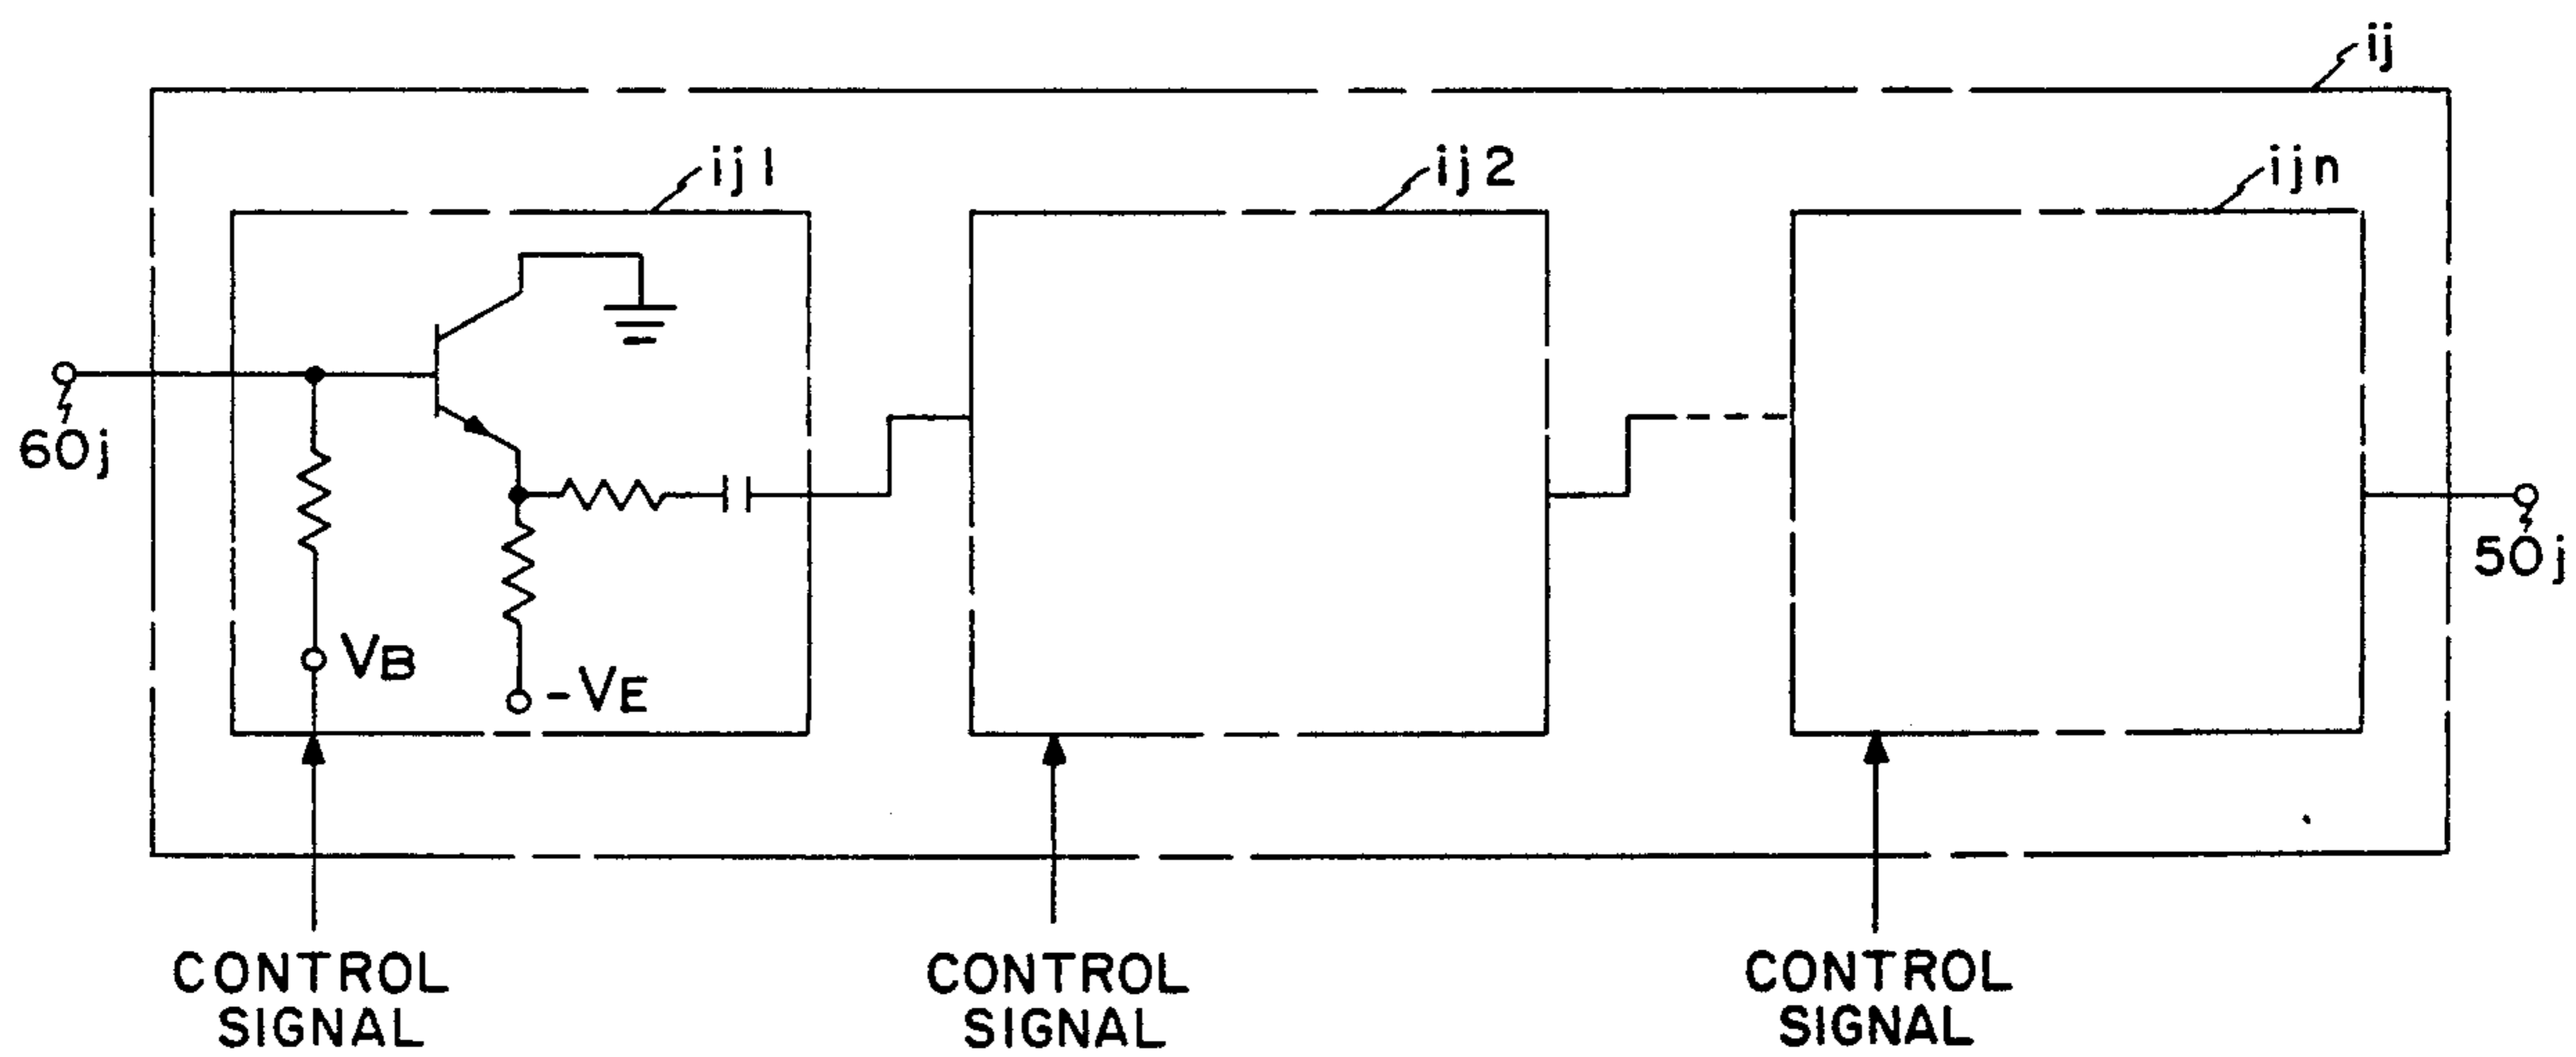 ij
ij1
ij2
ijn
60j
50j
VB
-VE
CONTROL
SIGNAL
CONTROL
SIGNAL
CONTROL
SIGNAL